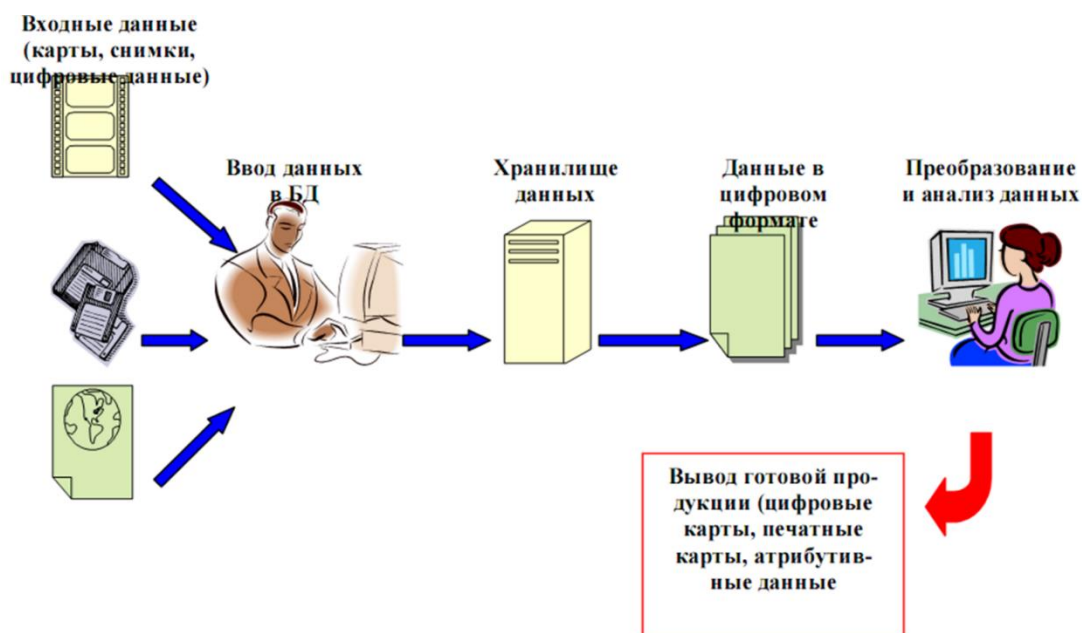 Входные данные
(карты, снимки,
цифровые данные)
Ввод данных
в БД
Хранилище
данных
Данные в
цифровом
формате
Преобразование
и анализ данных
Вывод готовой про-
дукции (цифровые
карты, печатные
карты, атрибутив-
ные данные